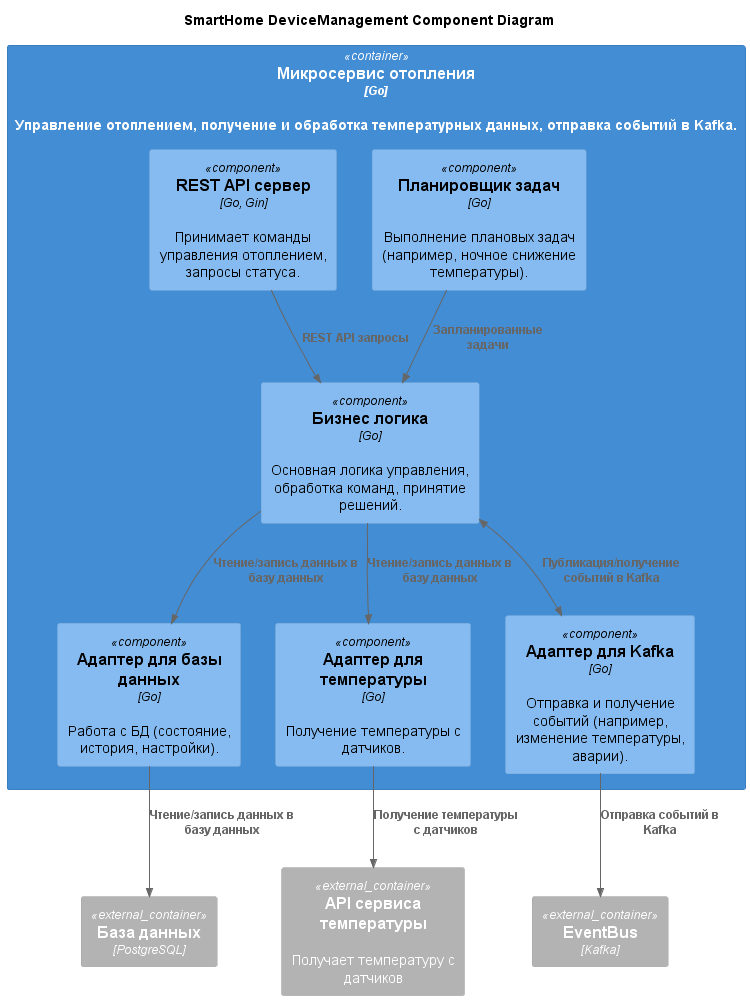 SmartHome DeviceManagement Component Diagram
«container»
Микросервис отопления
[Go]
Управление отоплением, получение и обработка температурных данных, отправка событий в Kafka.
«component»
REST API сервер
[Go, Gin]
Принимает команды
управления отоплением,
запросы статуса.
«component»
Планировщик задач
[Go]
Выполнение плановых задач
(например, ночное снижение
температуры).
REST API запросы
Запланированные
задачи
«component»
Бизнес логика
[Go]
Основная логика управления,
обработка команд, принятие
решений.
Чтение/запись данных в
базу данных
Чтение/запись данных в
базу данных
Публикация/получение
событий в Kafka
«component»
Адаптер для базы
данных
[Go]
Работа с БД (состояние,
история, настройки).
«component»
Адаптер для
температуры
[Go]
Получение температуры с
датчиков.
«component»
Адаптер для Kafka
[Go]
Отправка и получение
событий (например,
изменение температуры,
аварии).
Чтение/запись данных в
базу данных
Получение температуры
с датчиков
Отправка событий в
Kafka
«external_container»
База данных
[PostgreSQL]
«external_container»
API сервиса
температуры
Получает температуру с
датчиков
«external_container»
EventBus
[Kafka]